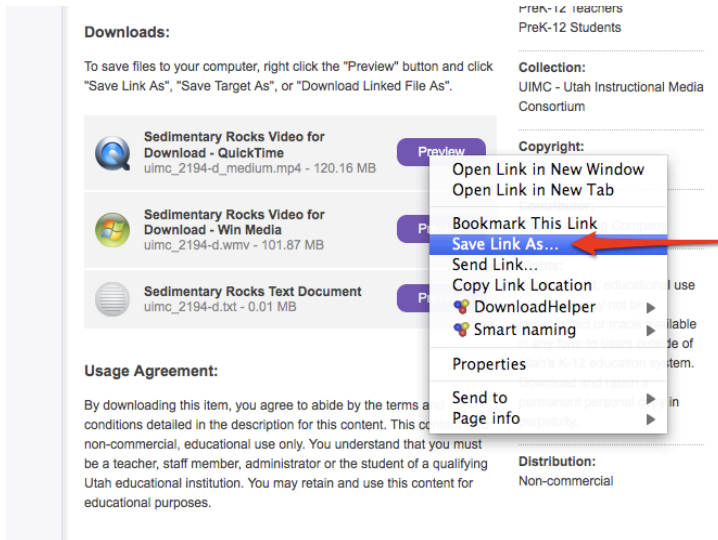 Downloads:
To save files to your computer, right click the "Preview" button and click
"Save Link As", "Save Target As", or "Download Linked File As".
Sedimentary Rocks Video for
Download - QuickTime
uimc_2194-d_medium.mp4 - 120.16 MB
Preview
Sedimentary Rocks Video for
Download - Win Media
uimc_2194-d.wmv - 101.87 MB
Sedimentary Rocks Text Document
uimc_2194-d.txt - 0.01 MB
Usage Agreement:
By downloading this item, you agree to abide by the terms and
conditions detailed in the description for this content. This
non-commercial, educational use only. You understand that you must
be a teacher, staff member, administrator or the student of a qualifying
Utah educational institution. You may retain and use this content for
educational purposes.
PreK-12 Teachers
PreK-12 Students
Collection:
UIMC - Utah Instructional Media
Consortium
Copyright:
Open Link in New Window
Open Link in New Tab
Bookmark This Link
Save Link As...
Send Link...
Copy Link Location
DownloadHelper
Smart naming
Properties
Send to
Page info
educational use
outside of
K-12 education system.
in
Distribution:
Non-commercial